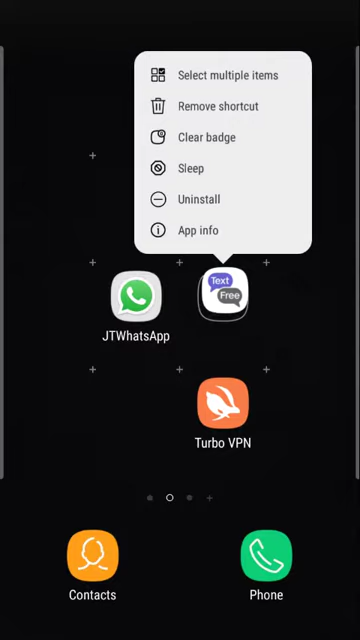 Select multiple items
Remove shortcut
Clear badge
Sleep
Uninstall
App info
Text
Free
JTWhatsApp
Turbo VPN
Contacts
Phone